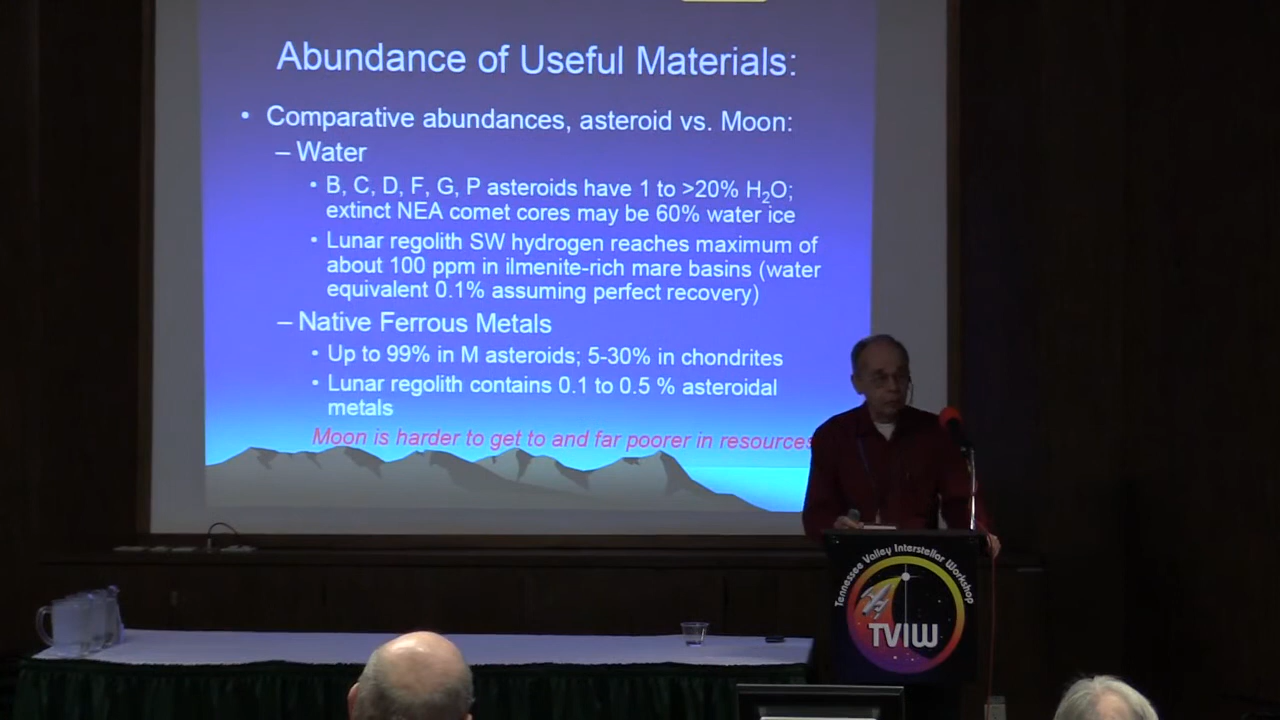 Abundance of Useful Materials:
• Comparative abundances, asteroid vs. Moon:
– Water
• B, C, D, F, G, P asteroids have 1 to >20% H₂O;
extinct NEA comet cores may be 60% water ice
• Lunar regolith SW hydrogen reaches maximum of
about 100 ppm in ilmenite-rich mare basins (water
equivalent 0.1% assuming perfect recovery)
– Native Ferrous Metals
• Up to 99% in M asteroids; 5-30% in chondrites
• Lunar regolith contains 0.1 to 0.5 % asteroidal
metals
Moon is harder to get to and far poorer in resources
Tennessee Valley Interstellar Workshop
TVIW